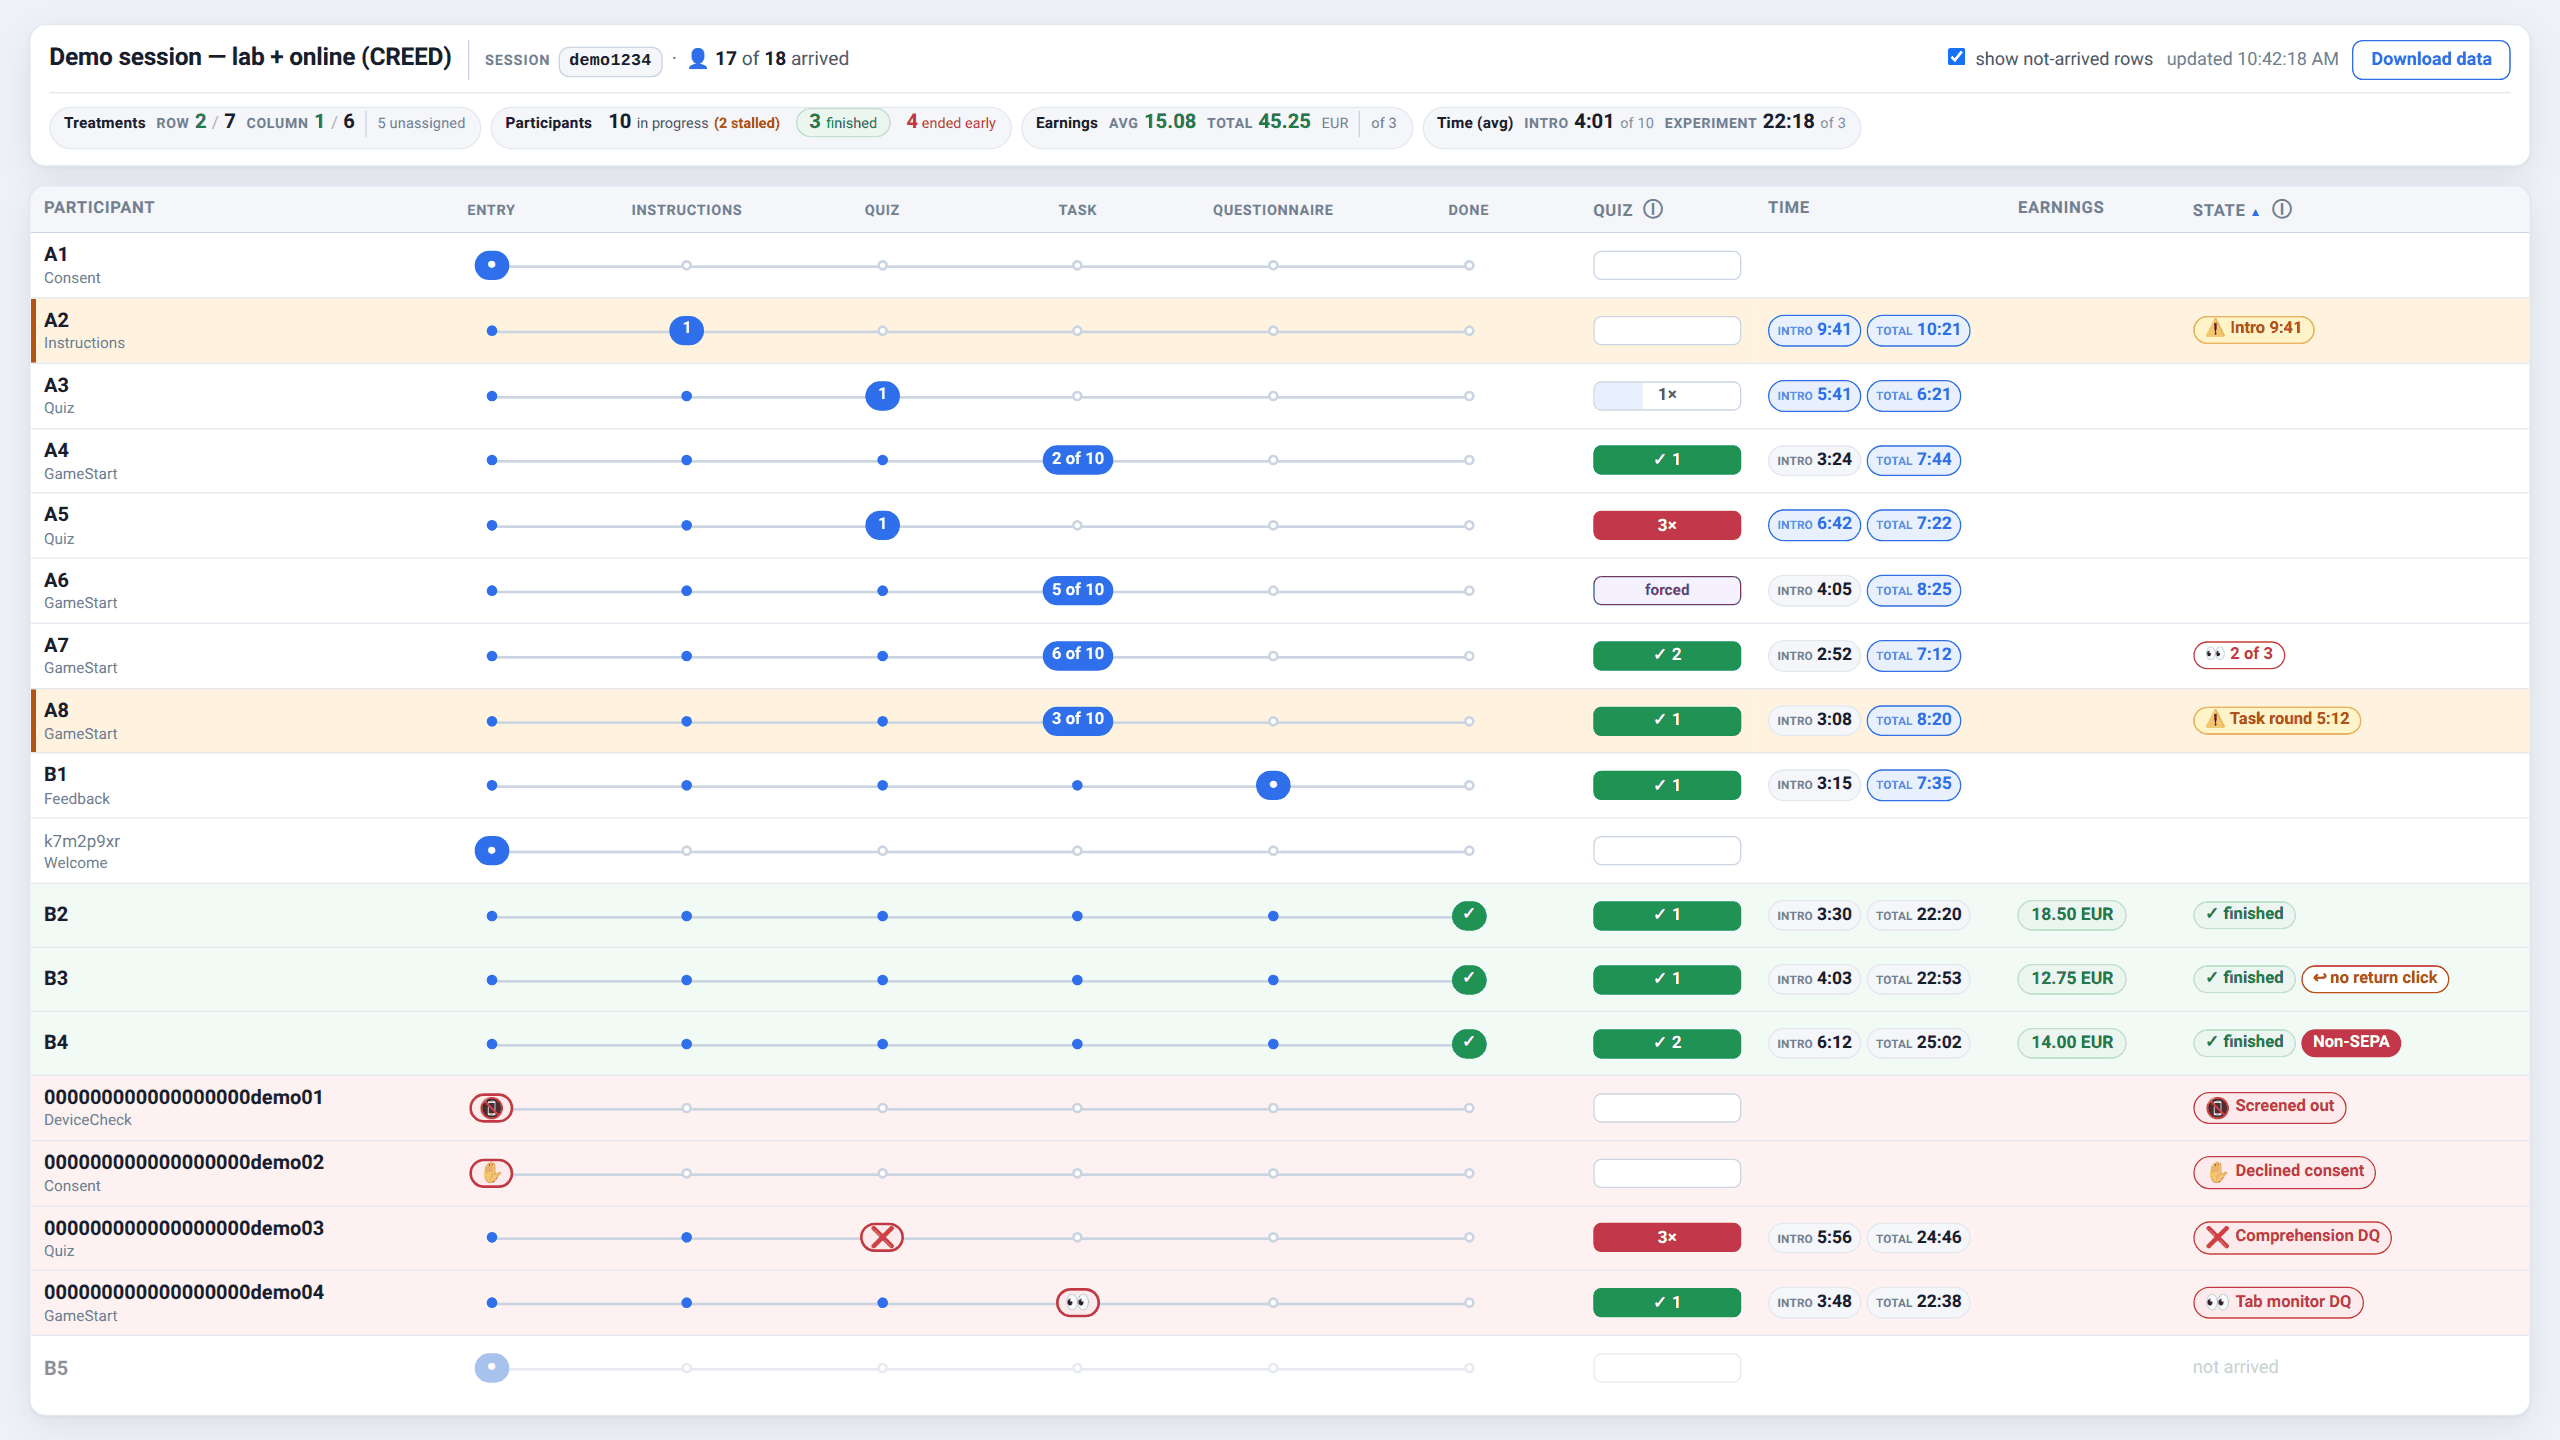 Demo session — lab + online (CREED) SESSION demo1234 · 17 of 18 arrived show not-arrived rows updated 10:42:18 AM Download data
Treatments ROW 2 / 7 COLUMN 1 / 6 5 unassigned Participants 10 in progress (2 stalled) 3 finished 4 ended early Earnings AVG 15.08 TOTAL 45.25 EUR of 3 Time (avg) INTRO 4:01 of 10 EXPERIMENT 22:18 of 3
PARTICIPANT ENTRY INSTRUCTIONS QUIZ TASK QUESTIONNAIRE DONE QUIZ TIME EARNINGS STATE ▲
A1
Consent
A2
Instructions
1 INTRO 9:41 TOTAL 10:21 ⚠️ Intro 9:41
A3
Quiz
1 1× INTRO 5:41 TOTAL 6:21
A4
GameStart
2 of 10 ✓ 1 INTRO 3:24 TOTAL 7:44
A5
Quiz
1 3× INTRO 6:42 TOTAL 7:22
A6
GameStart
5 of 10 forced INTRO 4:05 TOTAL 8:25
A7
GameStart
6 of 10 ✓ 2 INTRO 2:52 TOTAL 7:12 👀 2 of 3
A8
GameStart
3 of 10 ✓ 1 INTRO 3:08 TOTAL 8:20 ⚠️ Task round 5:12
B1
Feedback
✓ 1 INTRO 3:15 TOTAL 7:35
k7m2p9xr
Welcome
B2 ✓ ✓ 1 INTRO 3:30 TOTAL 22:20 18.50 EUR ✓ finished
B3 ✓ ✓ 1 INTRO 4:03 TOTAL 22:53 12.75 EUR ✓ finished ↩ no return click
B4 ✓ ✓ 2 INTRO 6:12 TOTAL 25:02 14.00 EUR ✓ finished Non-SEPA
000000000000000000demo01
DeviceCheck
📵 Screened out
000000000000000000demo02
Consent
✋ Declined consent
000000000000000000demo03
Quiz
❌ 3× INTRO 5:56 TOTAL 24:46 ❌ Comprehension DQ
000000000000000000demo04
GameStart
👀 ✓ 1 INTRO 3:48 TOTAL 22:38 👀 Tab monitor DQ
B5 not arrived